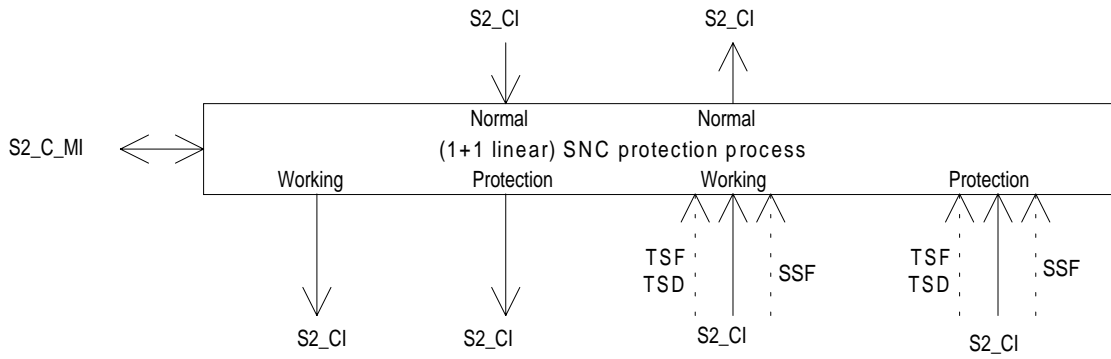 S2_CI S2_CI
Normal Normal
S2_C_MI
(1+1 linear) SNC protection process
Working Protection Working Protection
TSF TSF
SSF SSF
TSD TSD
S2_CI S2_CI S2_CI S2_CI